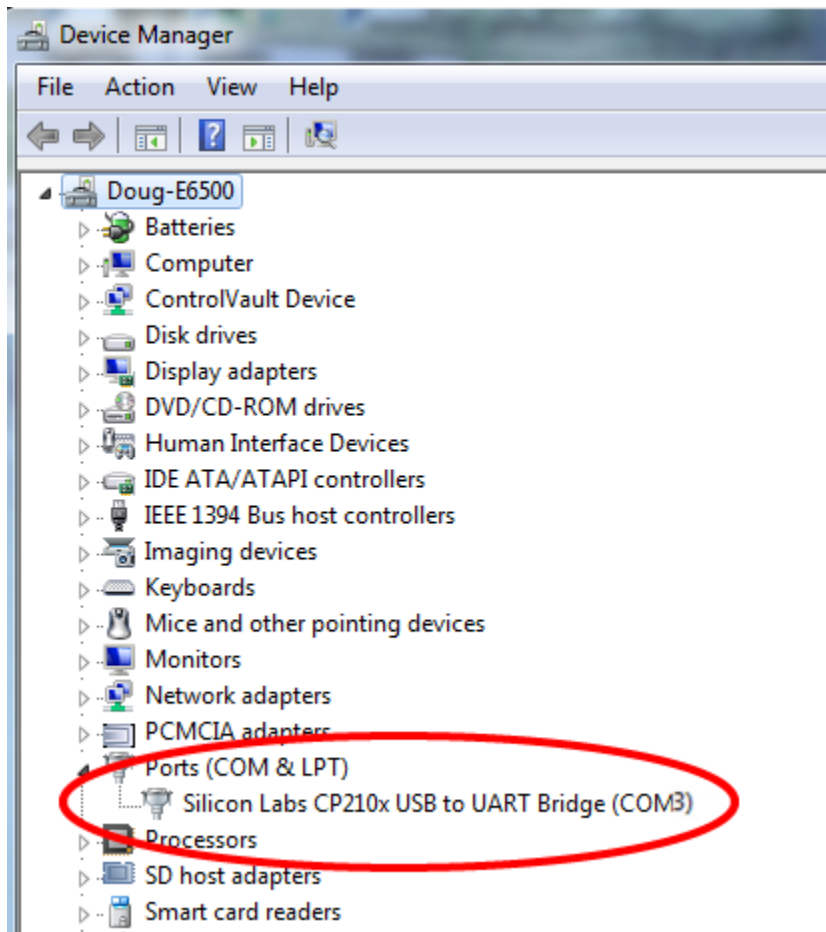 Device Manager
File Action View Help
Doug-E6500
Batteries
Computer
ControlVault Device
Disk drives
Display adapters
DVD/CD-ROM drives
Human Interface Devices
IDE ATA/ATAPI controllers
IEEE 1394 Bus host controllers
Imaging devices
Keyboards
Mice and other pointing devices
Monitors
Network adapters
PCMCIA adapters
Ports (COM & LPT)
Silicon Labs CP210x USB to UART Bridge (COM3)
Processors
SD host adapters
Smart card readers